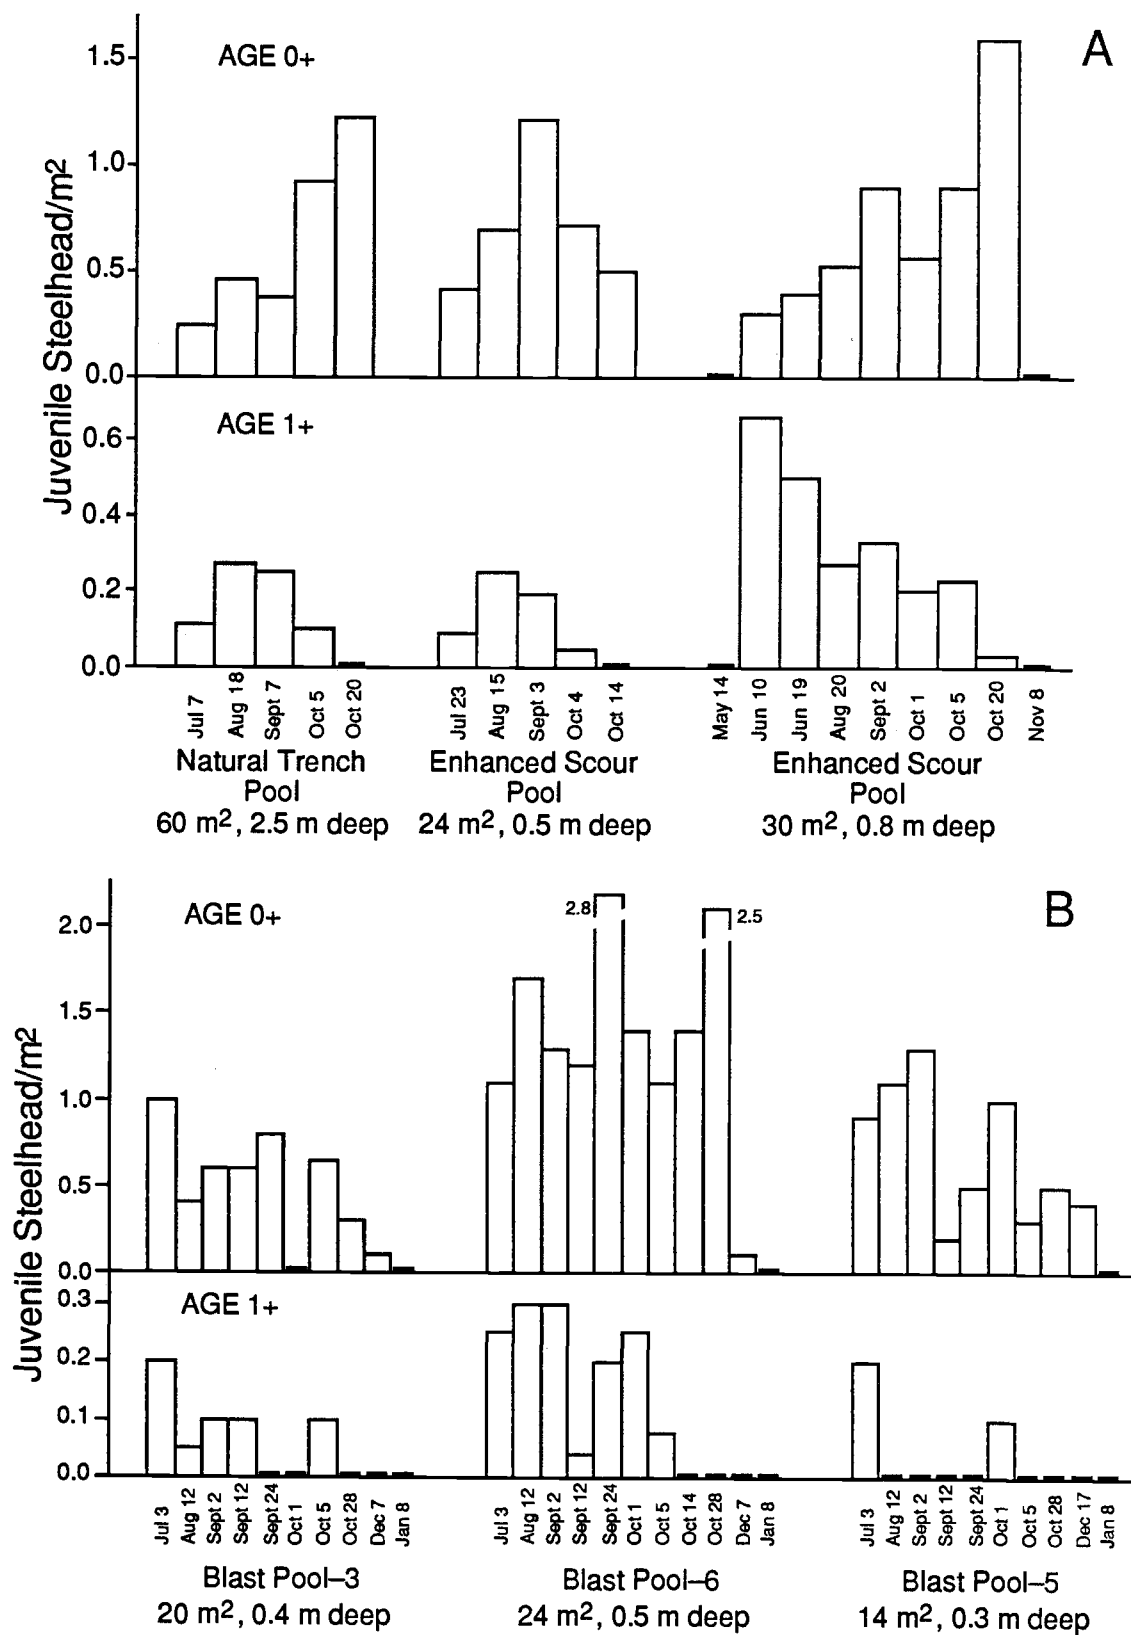 A
AGE 0+
Juvenile Steelhead/m²
1.5
1.0
0.5
0.0
AGE 1+
0.6
0.4
0.2
0.0
Jul 7
Aug 18
Sept 7
Oct 5
Oct 20
Jul 23
Aug 15
Sept 3
Oct 4
Oct 14
May 14
Jun 10
Jun 19
Aug 20
Sept 2
Oct 1
Oct 5
Oct 20
Nov 8
Natural Trench
Pool
60 m², 2.5 m deep
Enhanced Scour
Pool
24 m², 0.5 m deep
Enhanced Scour
Pool
30 m², 0.8 m deep
B
AGE 0+
Juvenile Steelhead/m²
2.0
1.5
1.0
0.5
0.0
2.8
2.5
AGE 1+
0.3
0.2
0.1
0.0
Jul 3
Aug 12
Sept 2
Sept 12
Sept 24
Oct 1
Oct 5
Oct 28
Dec 7
Jan 8
Jul 3
Aug 12
Sept 2
Sept 12
Sept 24
Oct 1
Oct 5
Oct 14
Oct 28
Dec 7
Jan 8
Jul 3
Aug 12
Sept 2
Sept 12
Sept 24
Oct 1
Oct 5
Oct 28
Dec 17
Jan 8
Blast Pool–3
20 m², 0.4 m deep
Blast Pool–6
24 m², 0.5 m deep
Blast Pool–5
14 m², 0.3 m deep